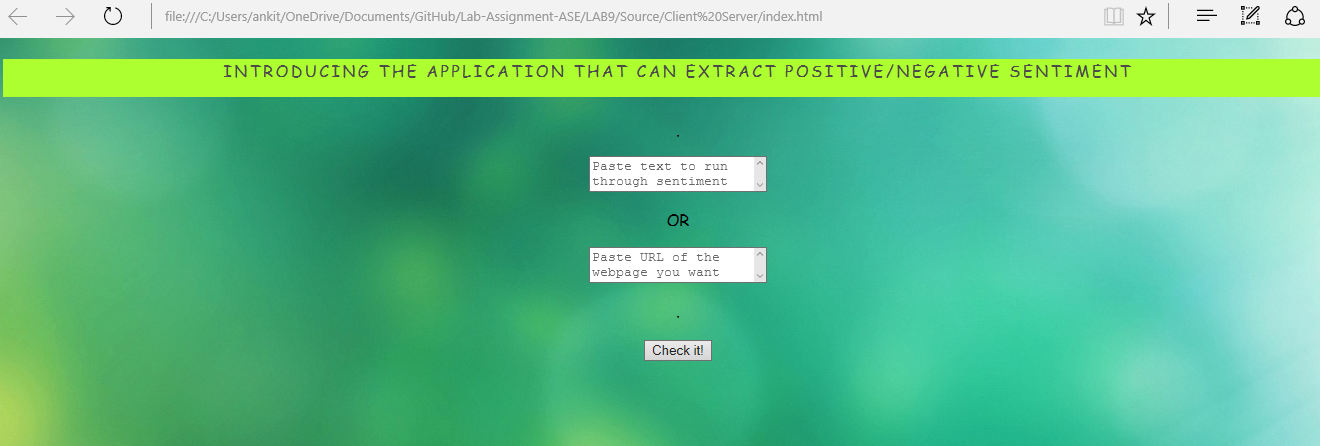 file:///C:/Users/ankit/OneDrive/Documents/GitHub/Lab-Assignment-ASE/LAB9/Source/Client%20Server/index.html
INTRODUCING THE APPLICATION THAT CAN EXTRACT POSITIVE/NEGATIVE SENTIMENT
.
Paste text to run
through sentiment
OR
Paste URL of the
webpage you want
.
Check it!